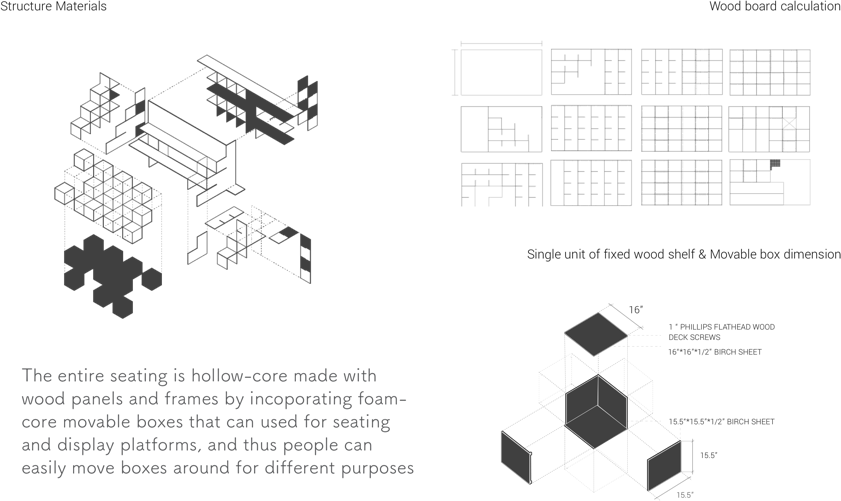 Structure Materials
Wood board calculation
Single unit of fixed wood shelf & Movable box dimension
16"
1 " PHILLIPS FLATHEAD WOOD
DECK SCREWS
16"*16"*1/2" BIRCH SHEET
15.5"*15.5"*1/2" BIRCH SHEET
15.5"
15.5"
The entire seating is hollow-core made with
wood panels and frames by incoporating foam-
core movable boxes that can used for seating
and display platforms, and thus people can
easily move boxes around for different purposes